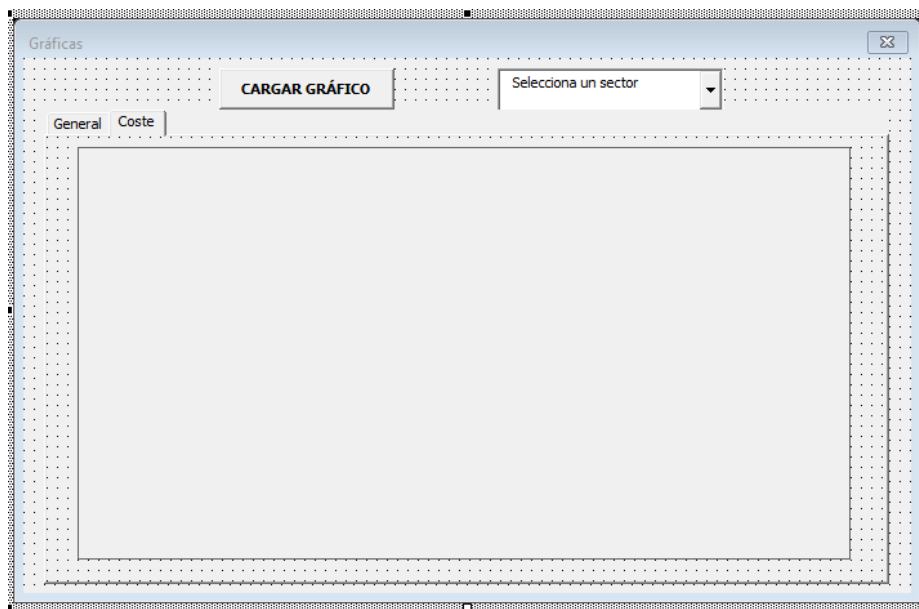 Gráficas
CARGAR GRÁFICO
Selecciona un sector
General
Coste